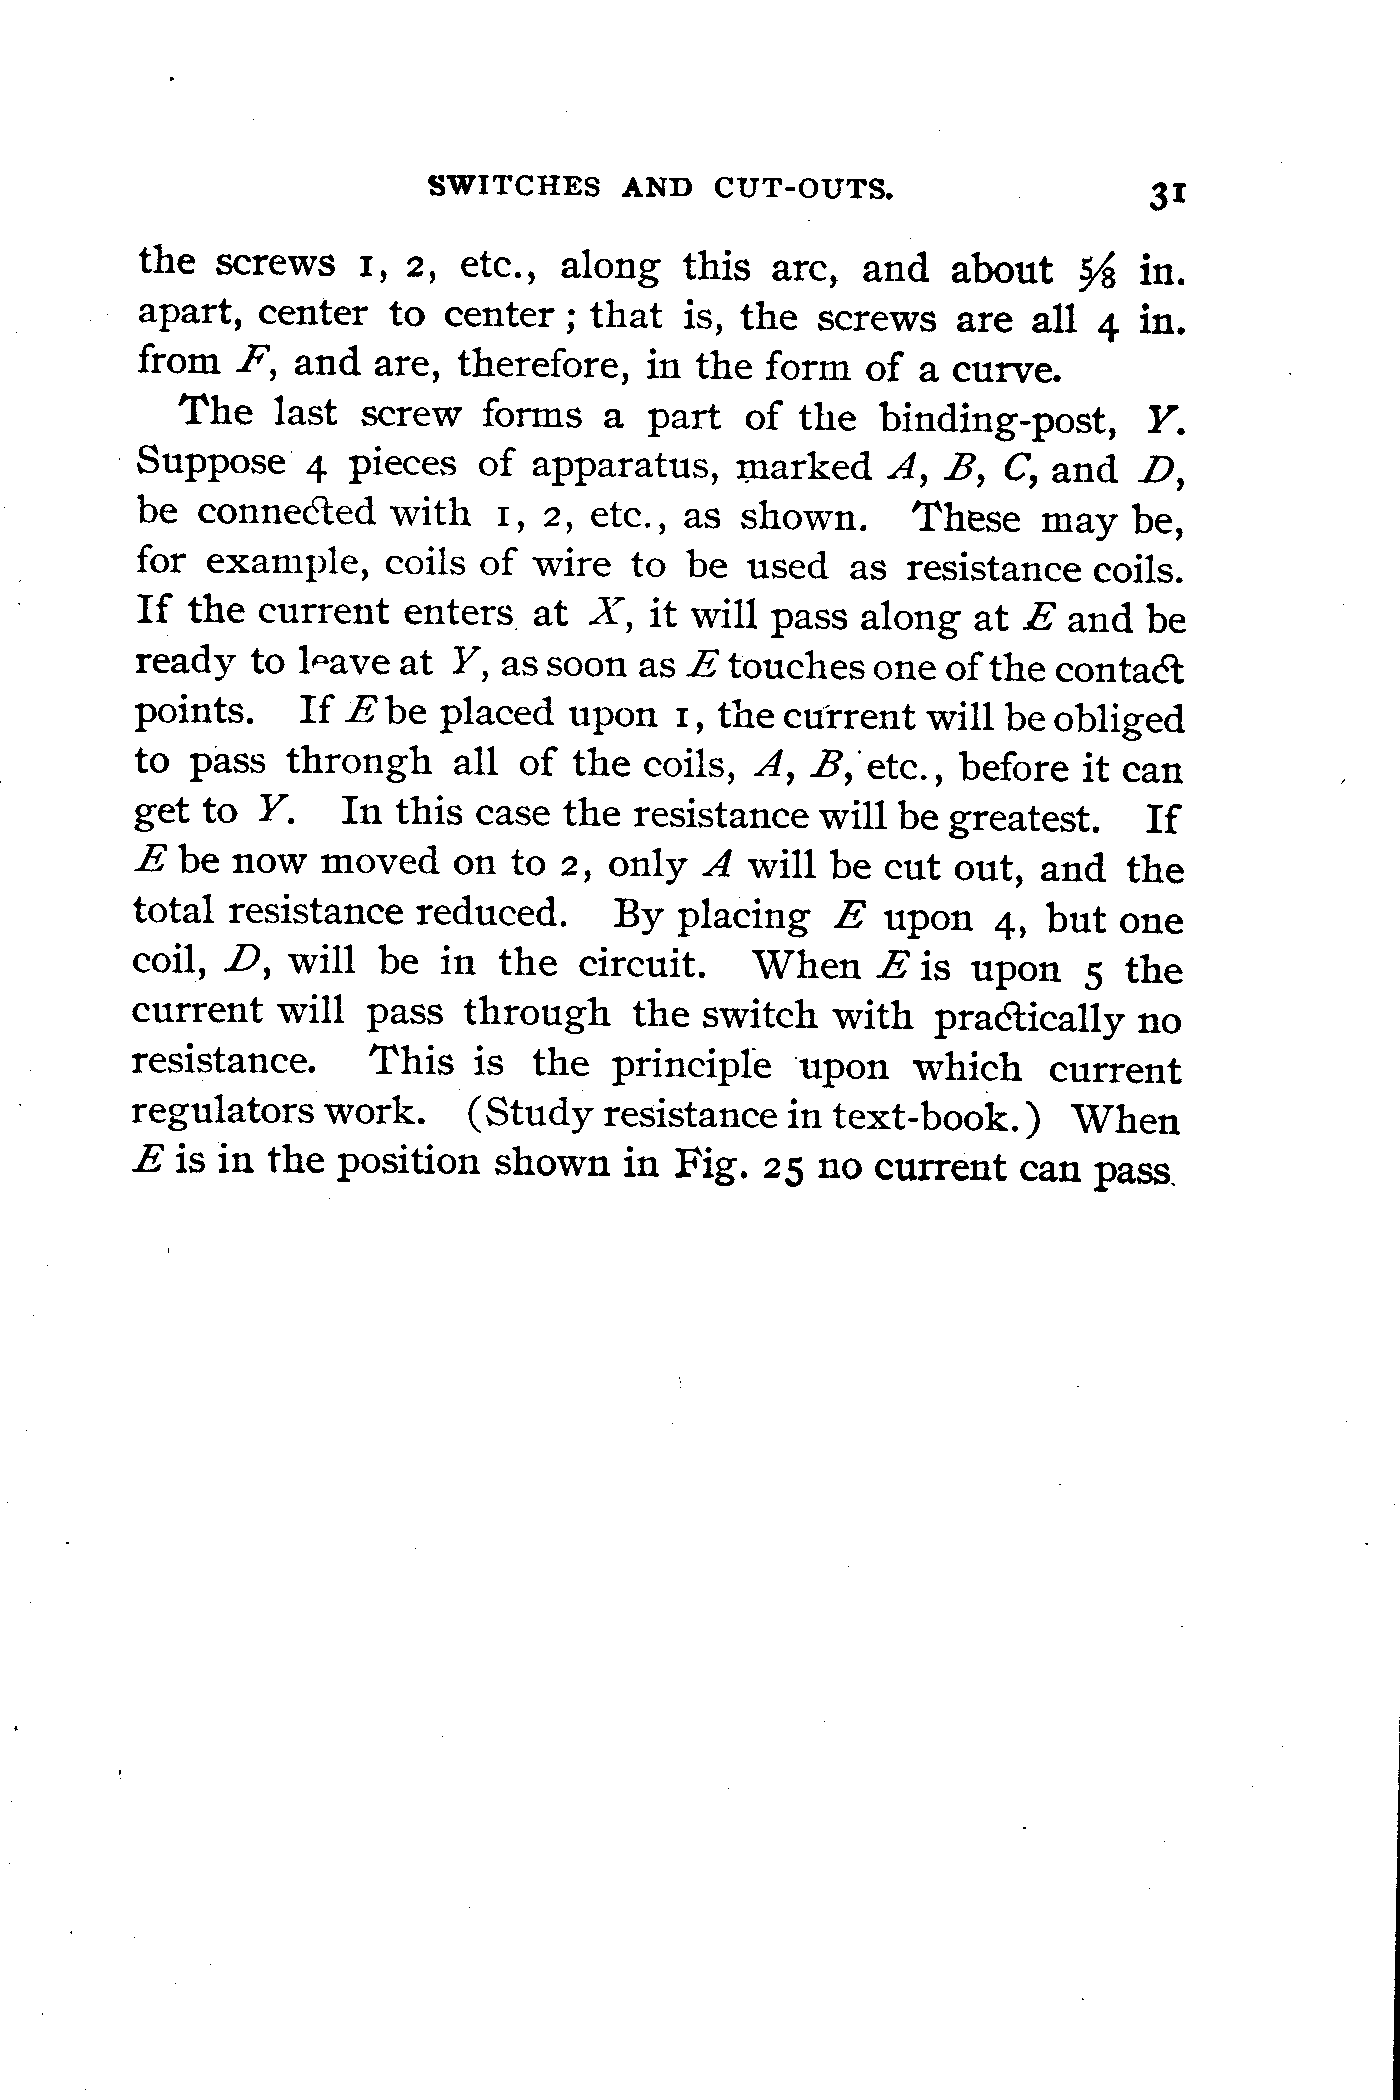 SWITCHES AND CUT-OUTS. 31
the screws 1, 2, etc., along this arc, and about ⅝ in.
apart, center to center; that is, the screws are all 4 in.
from F, and are, therefore, in the form of a curve.
The last screw forms a part of the binding-post, Y.
Suppose 4 pieces of apparatus, marked A, B, C, and D,
be connected with 1, 2, etc., as shown. These may be,
for example, coils of wire to be used as resistance coils.
If the current enters at X, it will pass along at E and be
ready to leave at Y, as soon as E touches one of the contact
points. If E be placed upon 1, the current will be obliged
to pass throngh all of the coils, A, B, etc., before it can
get to Y. In this case the resistance will be greatest. If
E be now moved on to 2, only A will be cut out, and the
total resistance reduced. By placing E upon 4, but one
coil, D, will be in the circuit. When E is upon 5 the
current will pass through the switch with practically no
resistance. This is the principle upon which current
regulators work. (Study resistance in text-book.) When
E is in the position shown in Fig. 25 no current can pass.